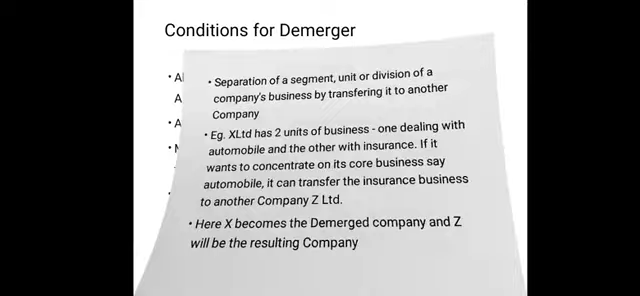 Conditions for Demerger
• Al
A
• A
• N
•
• Separation of a segment, unit or division of a
company's business by transfering it to another
Company
• Eg. XLtd has 2 units of business - one dealing with
automobile and the other with insurance. If it
wants to concentrate on its core business say
automobile, it can transfer the insurance business
to another Company Z Ltd.
• Here X becomes the Demerged company and Z
will be the resulting Company